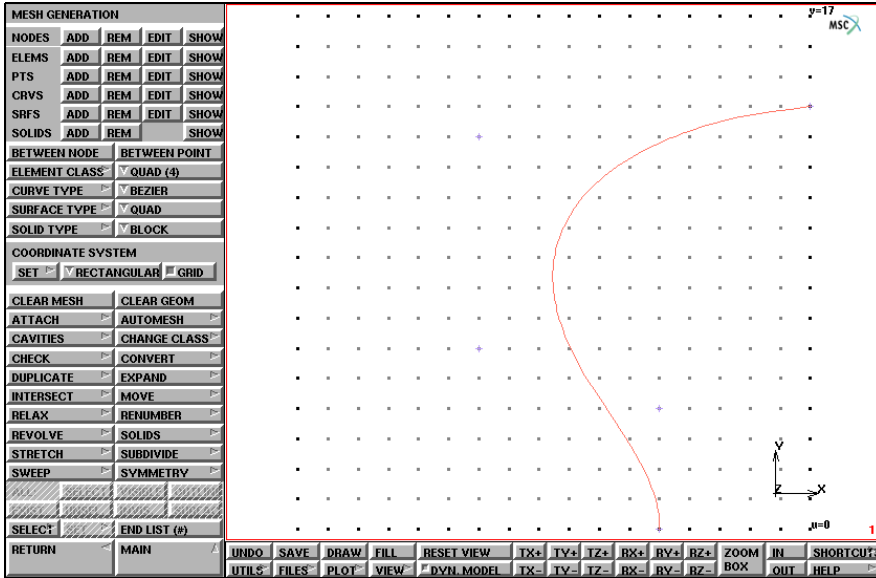 MESH GENERATION
NODES ADD REM EDIT SHOW
ELEMS ADD REM EDIT SHOW
PTS ADD REM EDIT SHOW
CRVS ADD REM EDIT SHOW
SRFS ADD REM EDIT SHOW
SOLIDS ADD REM SHOW
BETWEEN NODE BETWEEN POINT
ELEMENT CLASS QUAD (4)
CURVE TYPE BEZIER
SURFACE TYPE QUAD
SOLID TYPE BLOCK
COORDINATE SYSTEM
SET RECTANGULAR GRID
CLEAR MESH CLEAR GEOM
ATTACH AUTOMESH
CAVITIES CHANGE CLASS
CHECK CONVERT
DUPLICATE EXPAND
INTERSECT MOVE
RELAX RENUMBER
REVOLVE SOLIDS
STRETCH SUBDIVIDE
SWEEP SYMMETRY
SELECT SET END LIST (#)
RETURN MAIN
v=17
MSC
Y
Z X
u=0
1
UNDO SAVE DRAW FILL RESET VIEW TX+ TY+ TZ+ RX+ RY+ RZ+ ZOOM BOX IN SHORTCUTS
UTILS FILES PLOT VIEW DYN. MODEL TX- TY- TZ- RX- RY- RZ- OUT HELP